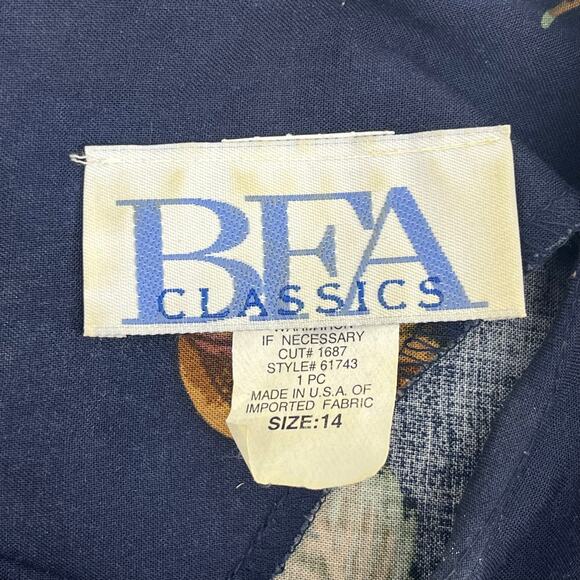 BFA
CLASSICS
IF NECESSARY
CUT# 1687
STYLE# 61743
1 PC
MADE IN U.S.A. OF
IMPORTED FABRIC
SIZE:14